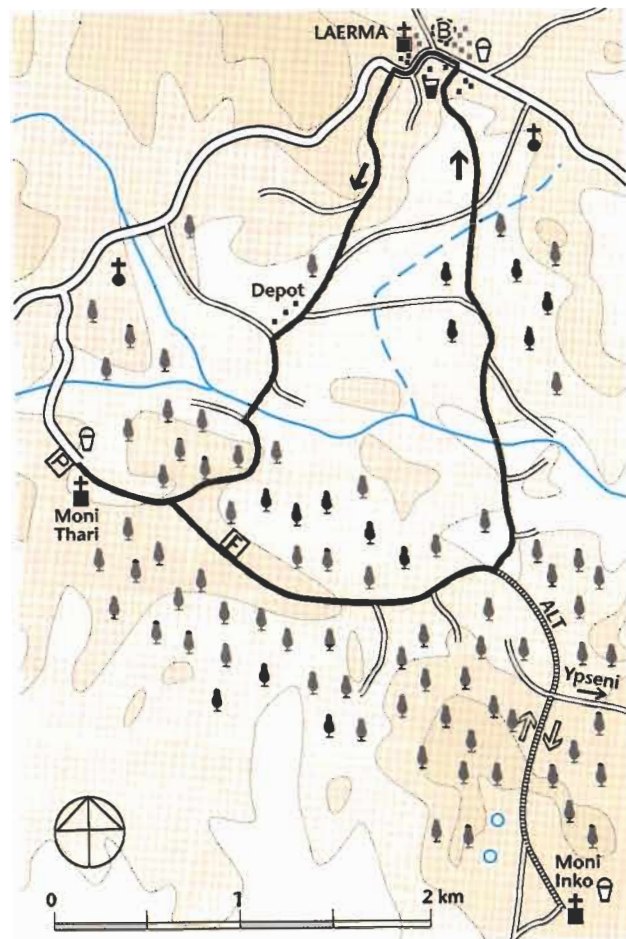 LAERMA
B
Depot
P
Moni
Thari
F
ALT
Ypseni
Moni
Inko
0 1 2 km